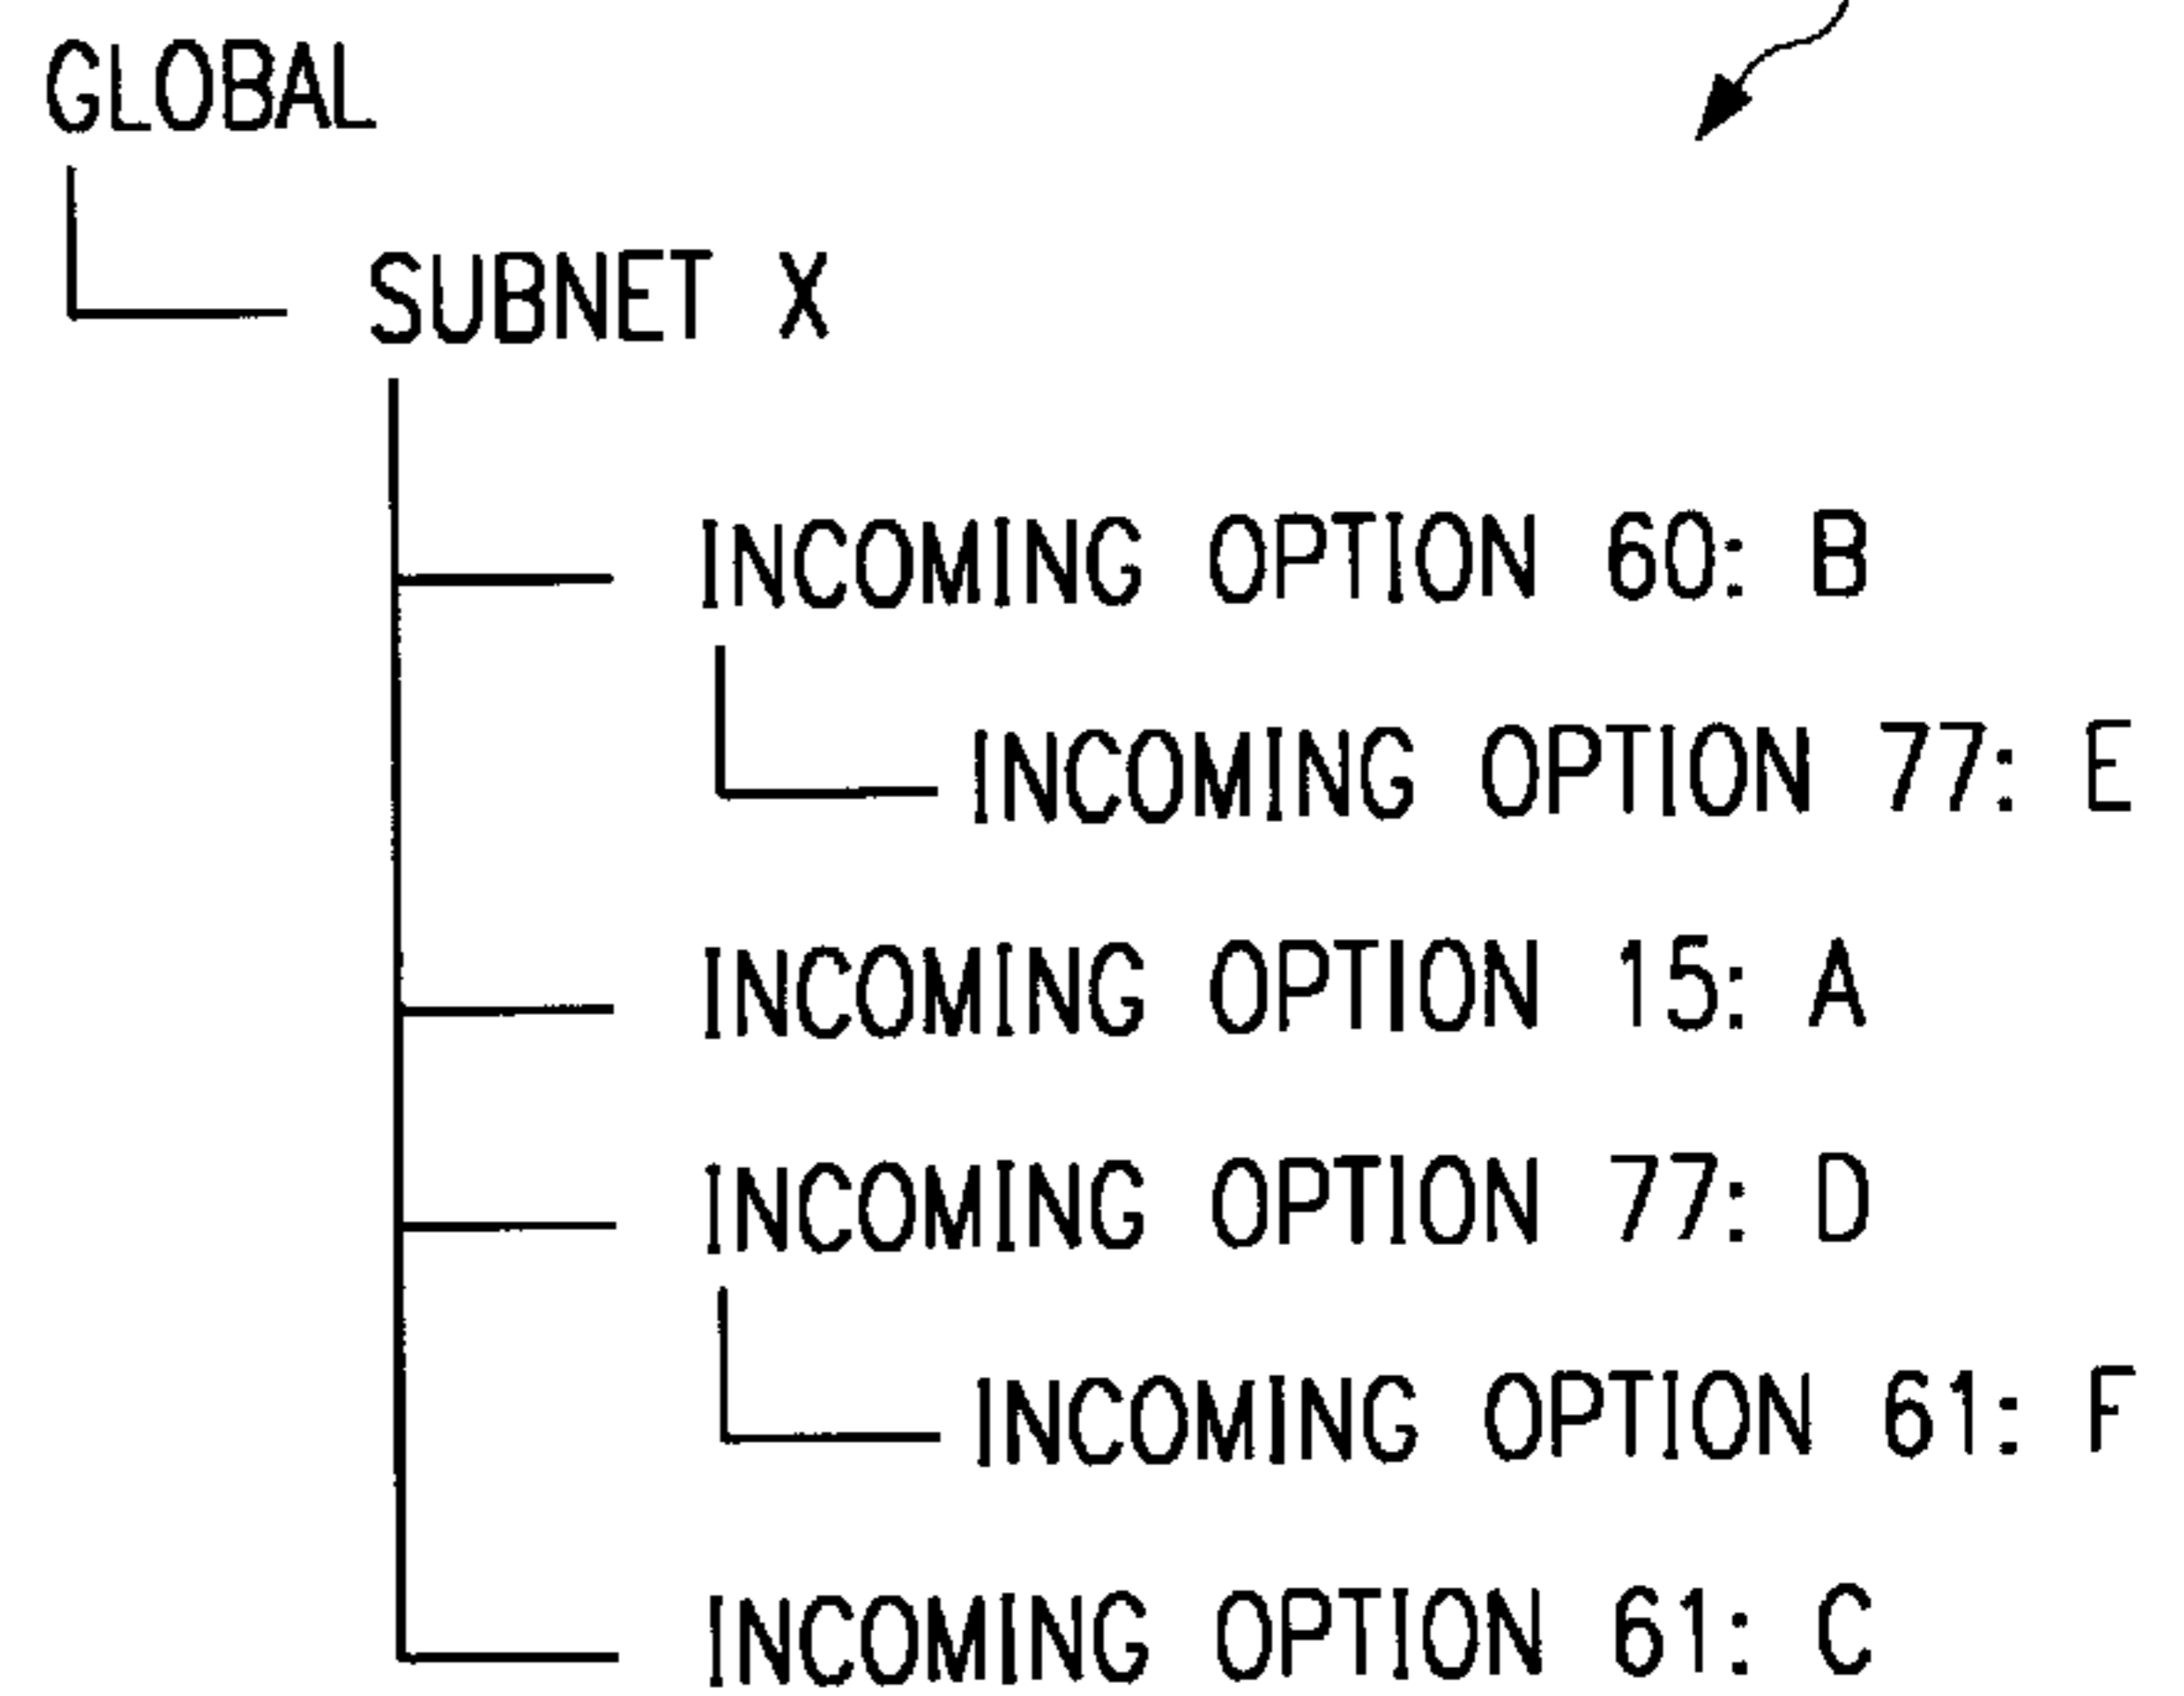 GLOBAL
SUBNET X
INCOMING OPTION 60: B
INCOMING OPTION 77: E
INCOMING OPTION 15: A
INCOMING OPTION 77: D
INCOMING OPTION 61: F
INCOMING OPTION 61: C